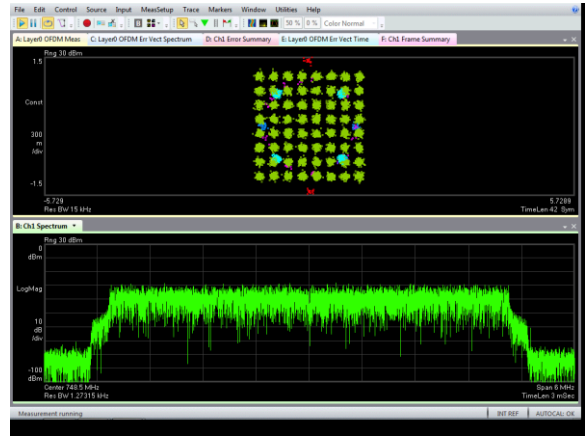 File Edit Control Source Input MeasSetup Trace Markers Window Utilities Help
50 % 0 % Color Normal
A: Layer0 OFDM Meas C: Layer0 OFDM Err Vect Spectrum D: Ch1 Error Summary E: Layer0 OFDM Err Vect Time F: Ch1 Frame Summary
Rng 30 dBm
1.5
Const
300
m
/div
-1.5
-5.729 5.7289
Res BW 15 kHz TimeLen 42 Sym
B: Ch1 Spectrum
Rng 30 dBm
0
dBm
LogMag
10
dB
/div
-100
dBm
Center 748.5 MHz Span 6 MHz
Res BW 1.27315 kHz TimeLen 3 mSec
Measurement running INT REF AUTOCAL: OK